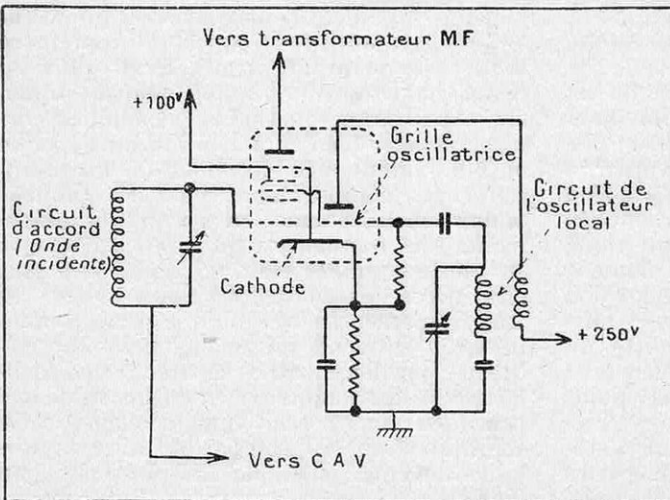 Vers transformateur M.F
+100V
Grille
oscillatrice
Circuit
d'accord
(Onde
incidente)
Circuit de
l'oscillateur
local
Cathode
+250V
Vers C A V